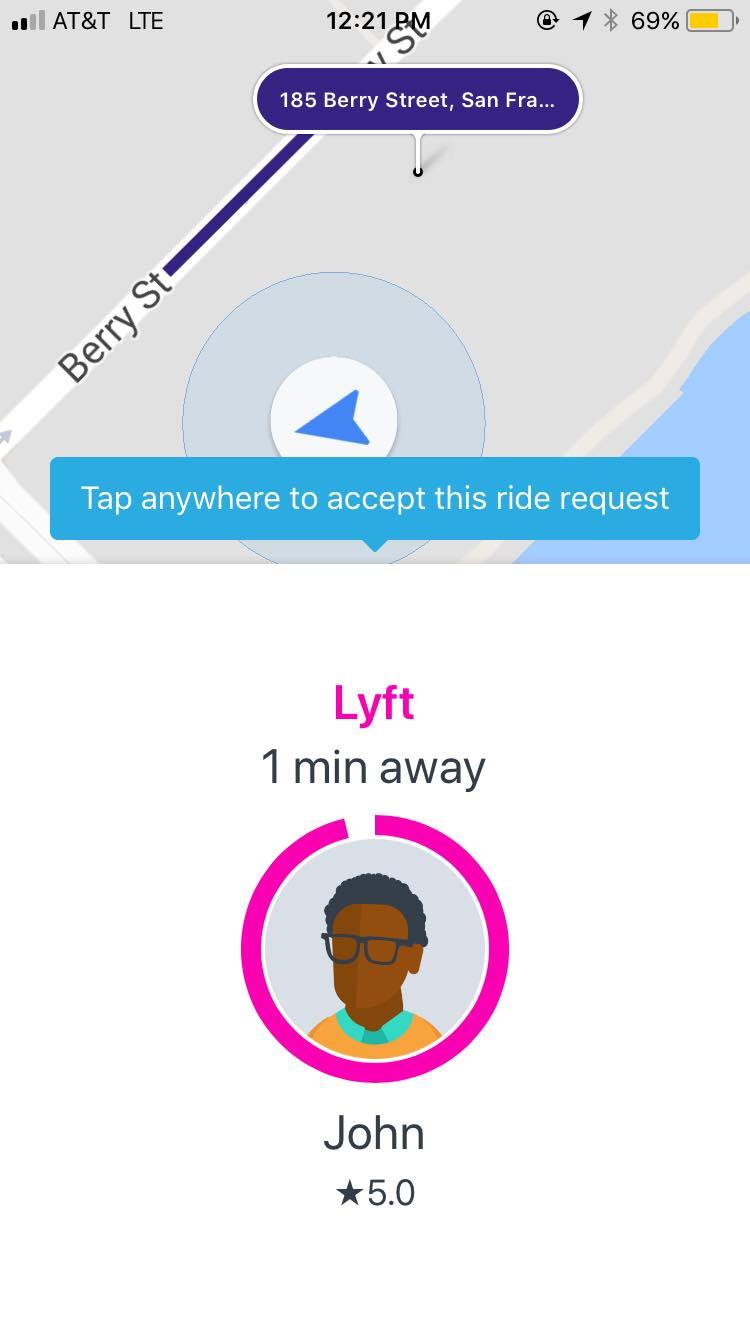 AT&T LTE 12:21 PM 69%
y St
185 Berry Street, San Fra...
Berry St
Tap anywhere to accept this ride request
Lyft
1 min away
John
★5.0